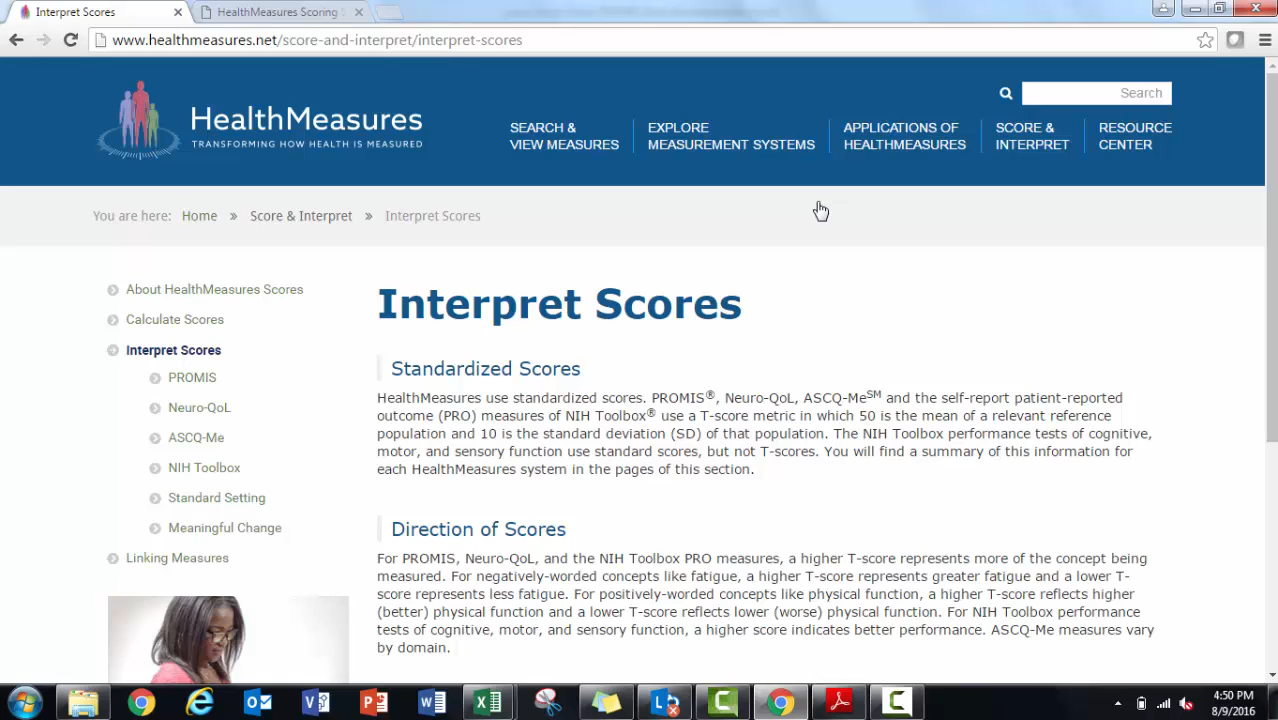 Interpret Scores
HealthMeasures Scoring S
www.healthmeasures.net/score-and-interpret/interpret-scores
HealthMeasures
TRANSFORMING HOW HEALTH IS MEASURED
Search
SEARCH &
VIEW MEASURES
EXPLORE
MEASUREMENT SYSTEMS
APPLICATIONS OF
HEALTHMEASURES
SCORE &
INTERPRET
RESOURCE
CENTER
You are here: Home » Score & Interpret » Interpret Scores
About HealthMeasures Scores
Calculate Scores
Interpret Scores
PROMIS
Neuro-QoL
ASCQ-Me
NIH Toolbox
Standard Setting
Meaningful Change
Linking Measures
Interpret Scores
Standardized Scores
HealthMeasures use standardized scores. PROMIS®, Neuro-QoL, ASCQ-Me℠ and the self-report patient-reported
outcome (PRO) measures of NIH Toolbox® use a T-score metric in which 50 is the mean of a relevant reference
population and 10 is the standard deviation (SD) of that population. The NIH Toolbox performance tests of cognitive,
motor, and sensory function use standard scores, but not T-scores. You will find a summary of this information for
each HealthMeasures system in the pages of this section.
Direction of Scores
For PROMIS, Neuro-QoL, and the NIH Toolbox PRO measures, a higher T-score represents more of the concept being
measured. For negatively-worded concepts like fatigue, a higher T-score represents greater fatigue and a lower T-
score represents less fatigue. For positively-worded concepts like physical function, a higher T-score reflects higher
(better) physical function and a lower T-score reflects lower (worse) physical function. For NIH Toolbox performance
tests of cognitive, motor, and sensory function, a higher score indicates better performance. ASCQ-Me measures vary
by domain.
4:50 PM
8/9/2016